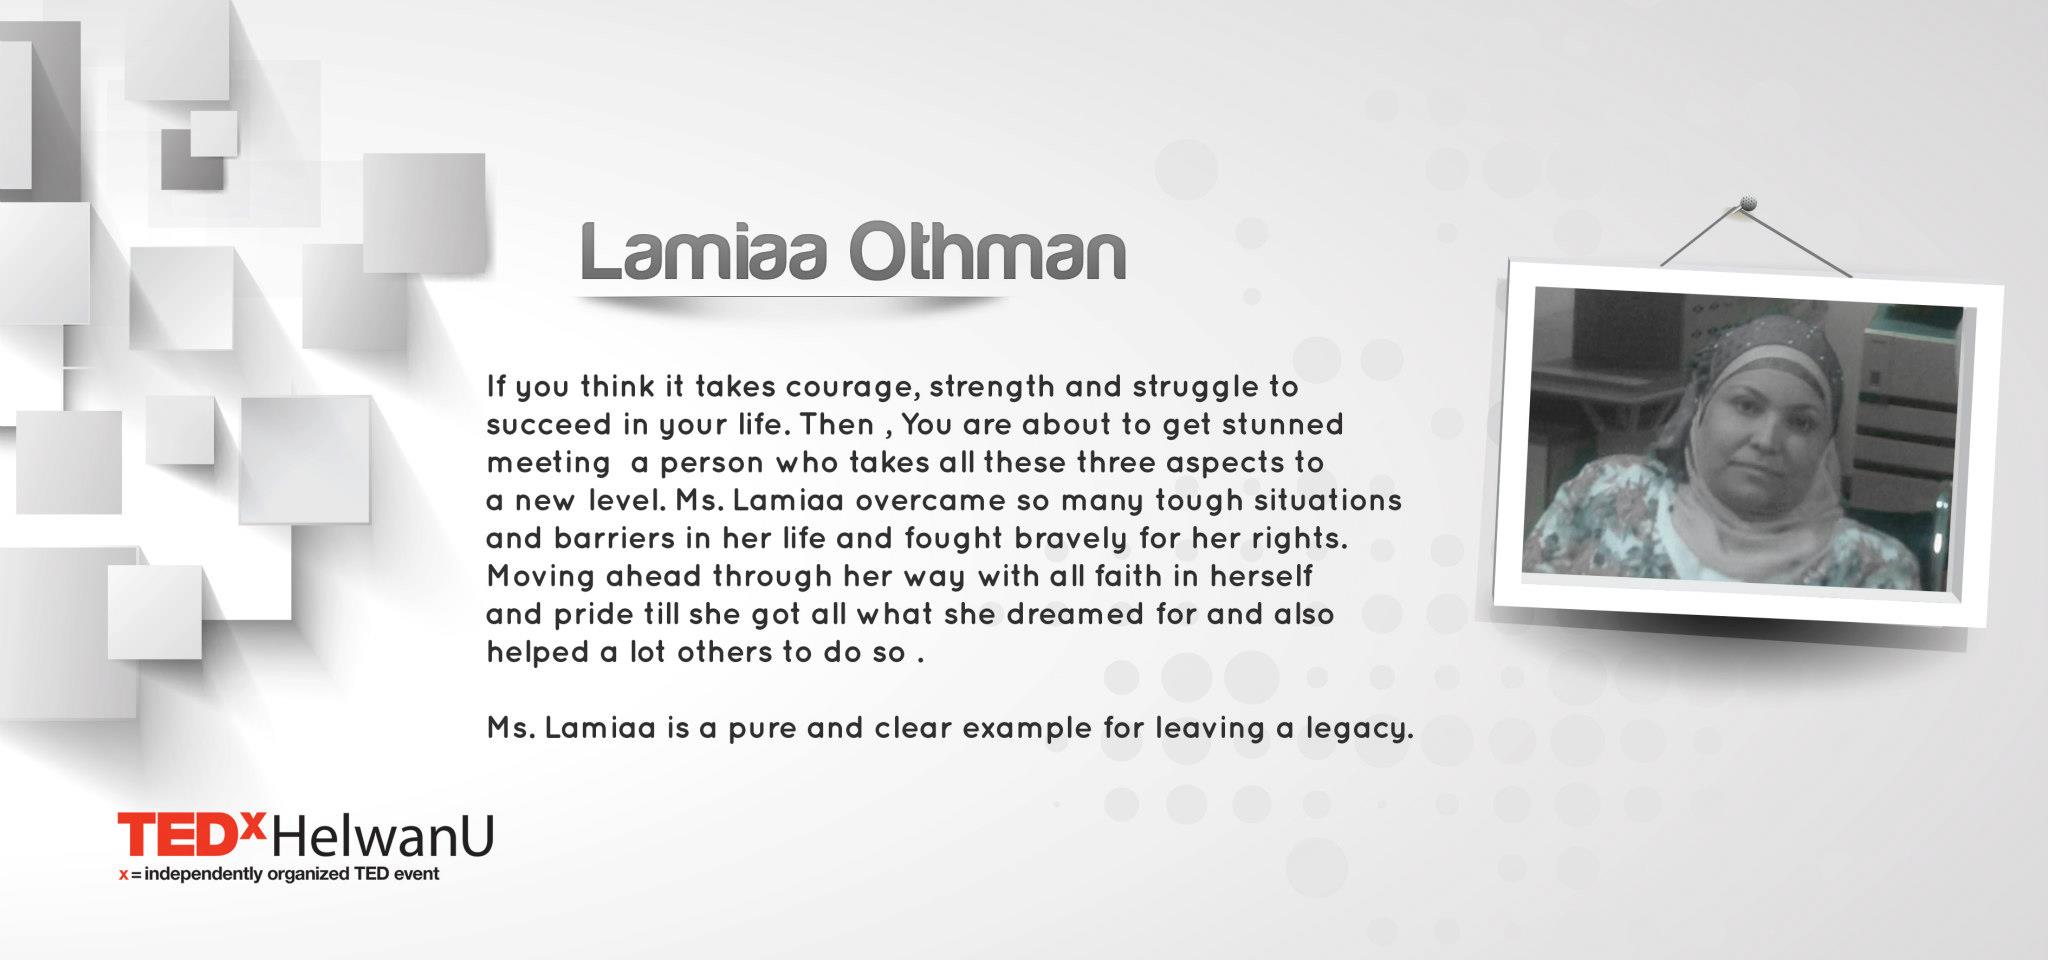 Lamiaa Othman
If you think it takes courage, strength and struggle to
succeed in your life. Then , You are about to get stunned
meeting  a person who takes all these three aspects to
a new level. Ms. Lamiaa overcame so many tough situations
and barriers in her life and fought bravely for her rights.
Moving ahead through her way with all faith in herself
and pride till she got all what she dreamed for and also
helped a lot others to do so .
Ms. Lamiaa is a pure and clear example for leaving a legacy.
TEDxHelwanU
x = independently organized TED event